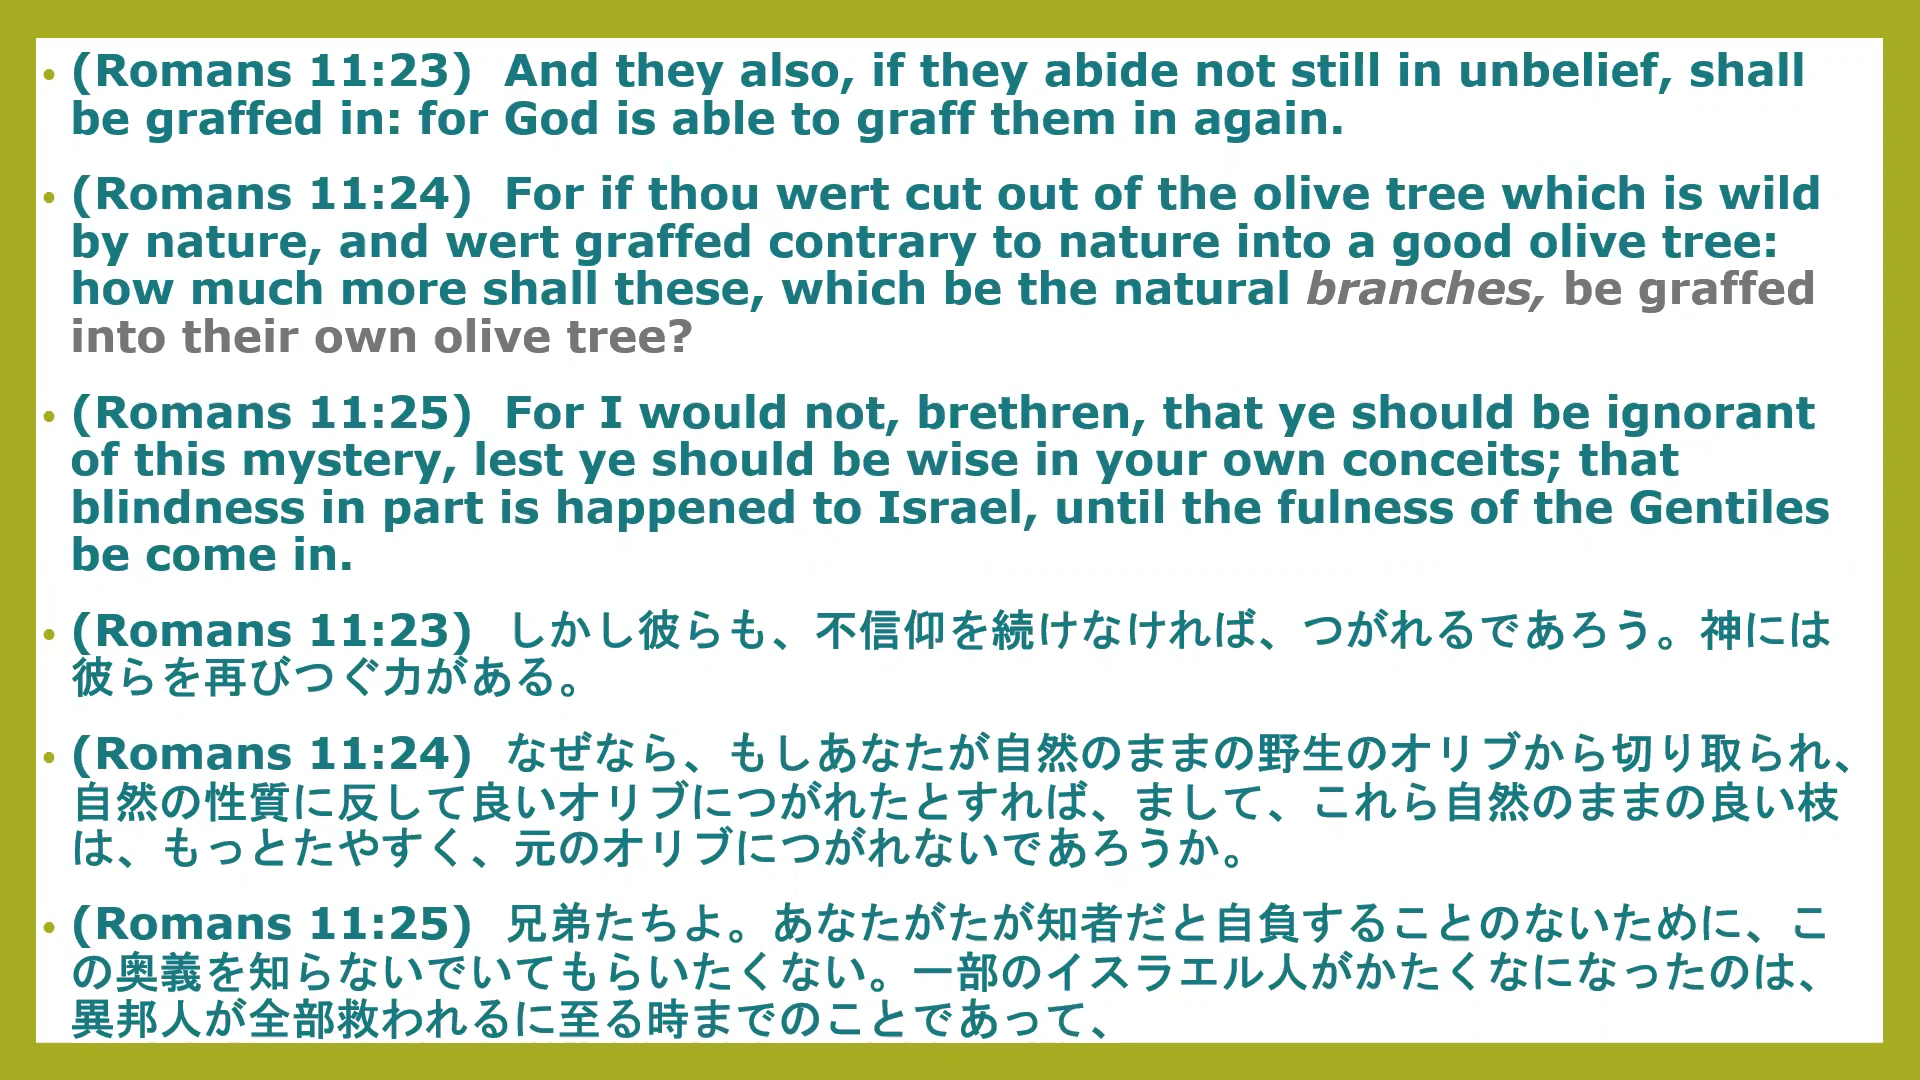 • (Romans 11:23)  And they also, if they abide not still in unbelief, shall
be graffed in: for God is able to graff them in again.
• (Romans 11:24)  For if thou wert cut out of the olive tree which is wild
by nature, and wert graffed contrary to nature into a good olive tree:
how much more shall these, which be the natural branches, be graffed
into their own olive tree?
• (Romans 11:25)  For I would not, brethren, that ye should be ignorant
of this mystery, lest ye should be wise in your own conceits; that
blindness in part is happened to Israel, until the fulness of the Gentiles
be come in.
• (Romans 11:23)  しかし彼らも、不信仰を続けなければ、つがれるであろう。神には
彼らを再びつぐ力がある。
• (Romans 11:24)  なぜなら、もしあなたが自然のままの野生のオリブから切り取られ、
自然の性質に反して良いオリブにつがれたとすれば、まして、これら自然のままの良い枝
は、もっとたやすく、元のオリブにつがれないであろうか。
• (Romans 11:25)  兄弟たちよ。あなたがたが知者だと自負することのないために、こ
の奥義を知らないでいてもらいたくない。一部のイスラエル人がかたくなになったのは、
異邦人が全部救われるに至る時までのことであって、